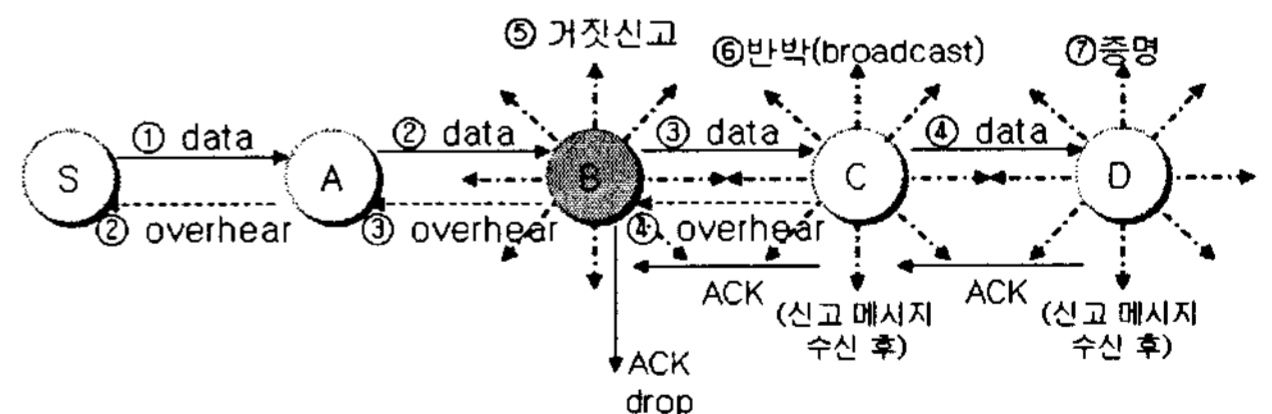 ⑤ 거짓신고
⑥반박(broadcast)
⑦증명
① data
② data
③ data
④ data
S
A
B
C
D
② overhear
③ overhear
④ overhear
ACK
ACK
(신고 메시지
수신 후)
(신고 메시지
수신 후)
ACK
drop